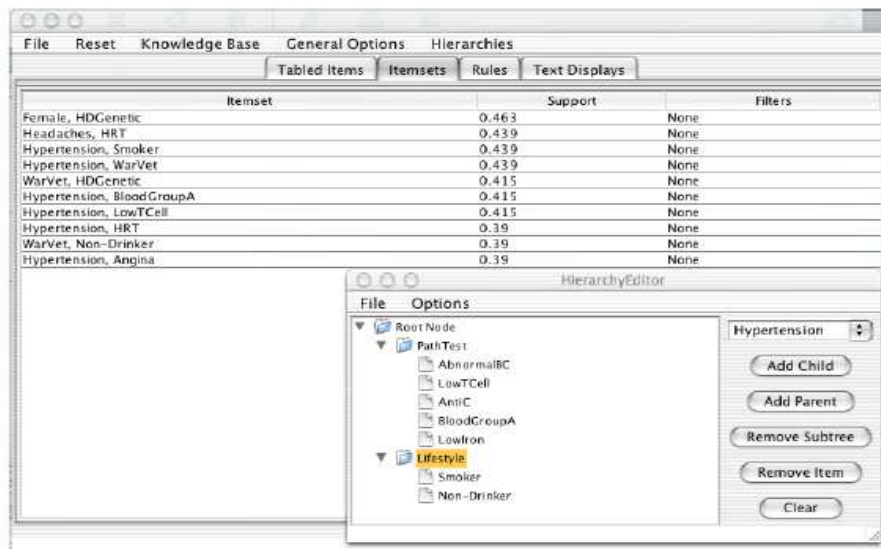 File Reset Knowledge Base General Options Hierarchies
Tabled Items Itemsets Rules Text Displays
Itemset Support Filters
Female, HDGenetic 0.463 None
Headaches, HRT 0.439 None
Hypertension, Smoker 0.439 None
Hypertension, WarVet 0.439 None
WarVet, HDGenetic 0.415 None
Hypertension, BloodGroupA 0.415 None
Hypertension, LowTCell 0.415 None
Hypertension, HRT 0.39 None
WarVet, Non-Drinker 0.39 None
Hypertension, Angina 0.39 None
HierarchyEditor
File Options
Root Node
PathTest
AbnormalBC
LowTCell
AntiC
BloodGroupA
LowIron
Lifestyle
Smoker
Non-Drinker
Hypertension
Add Child
Add Parent
Remove Subtree
Remove Item
Clear